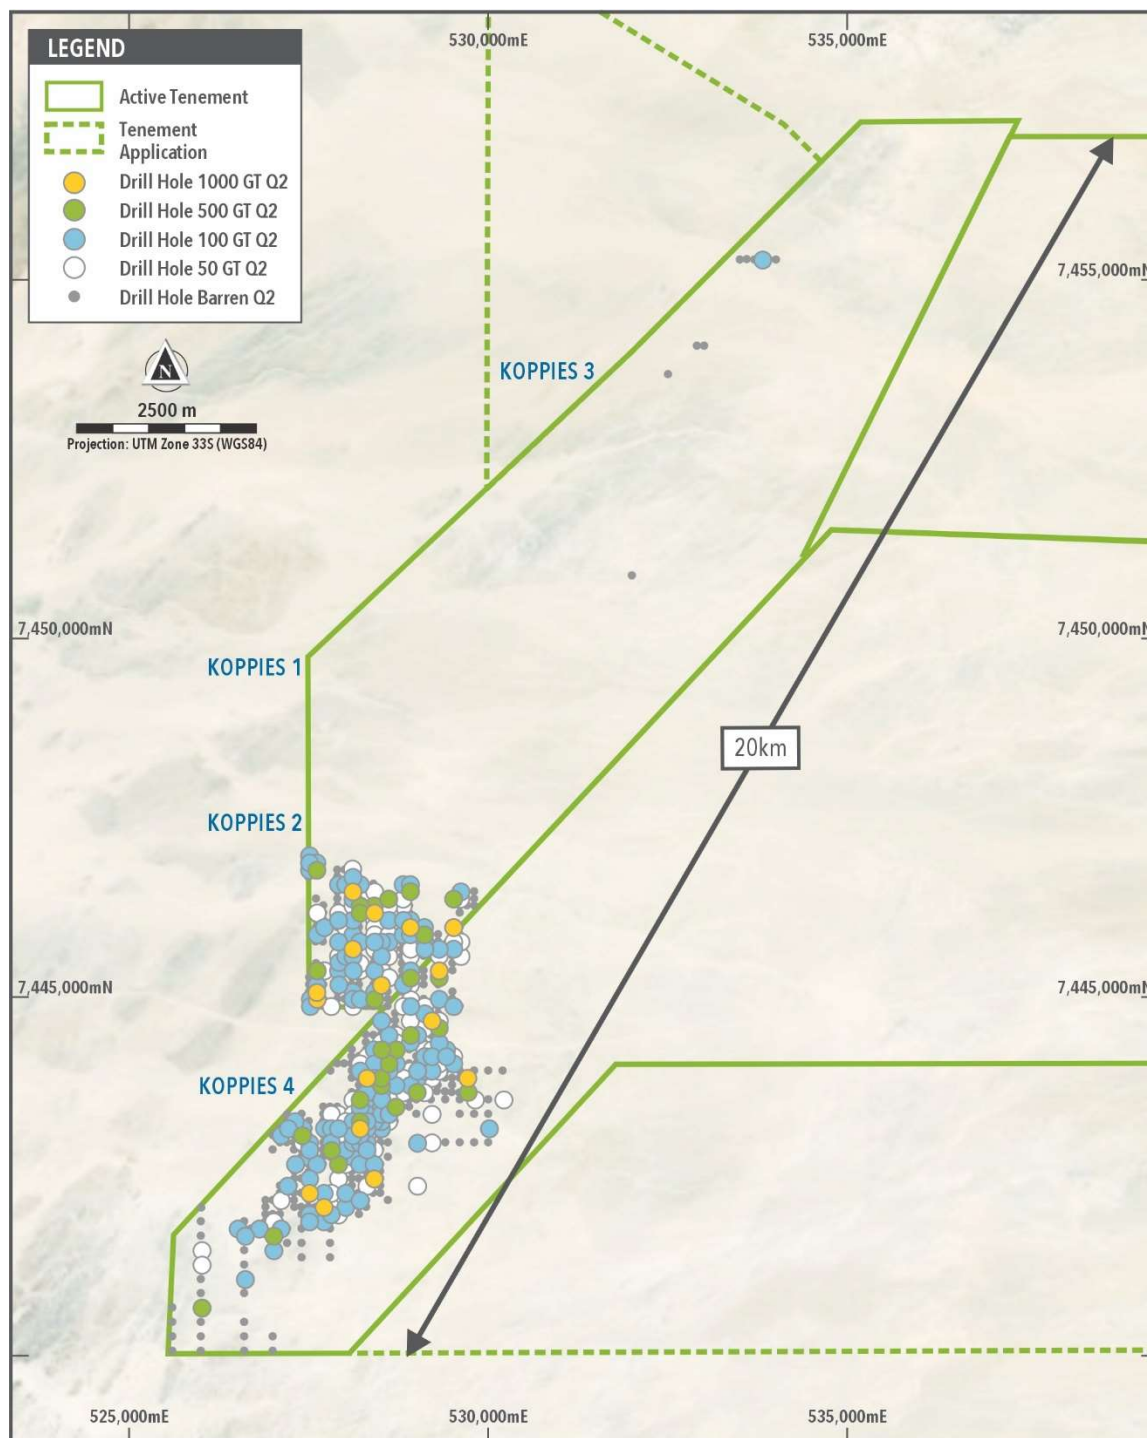 530,000mE
535,000mE
LEGEND
Active Tenement
Tenement
Application
Drill Hole 1000 GT Q2
Drill Hole 500 GT Q2
Drill Hole 100 GT Q2
Drill Hole 50 GT Q2
Drill Hole Barren Q2
7,455,000mN
N
2500 m
Projection: UTM Zone 33S (WGS84)
KOPPIES 3
7,450,000mN
7,450,000mN
KOPPIES 1
20km
KOPPIES 2
7,445,000mN
7,445,000mN
KOPPIES 4
525,000mE
530,000mE
535,000mE